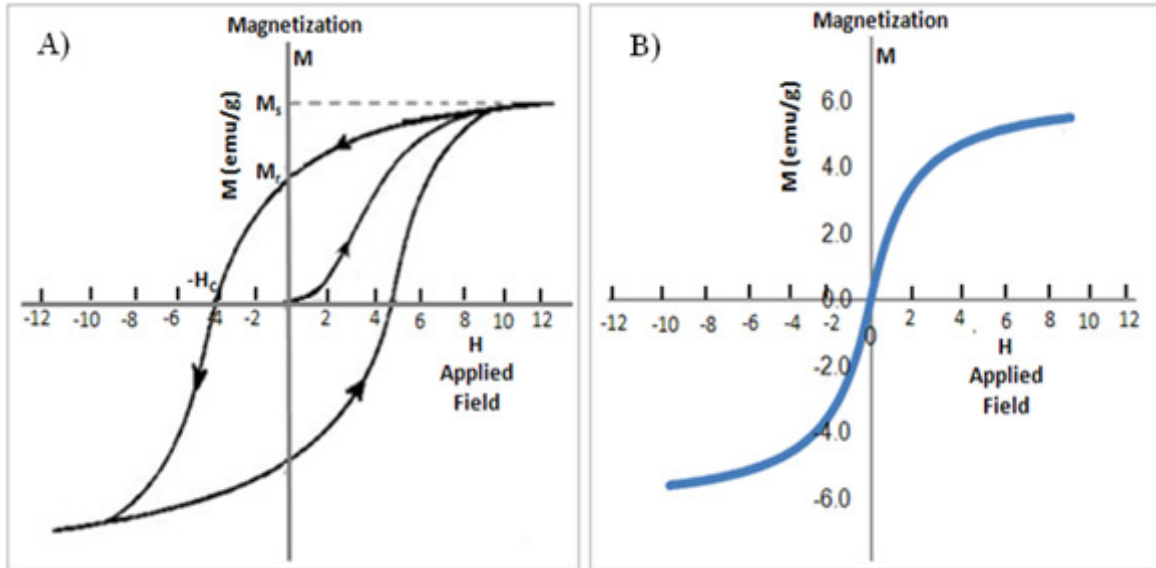 A)
Magnetization
M
M (emu/g)
Ms
Mr
-Hc
-12 -10 -8 -6 -4 -2 2 4 6 8 10 12
H
Applied
Field
B)
Magnetization
M
M (emu/g)
6.0
4.0
2.0
0.0
-12 -10 -8 -6 -4 -2 0 2 4 6 8 10 12
-2.0
H
Applied
Field
-4.0
-6.0